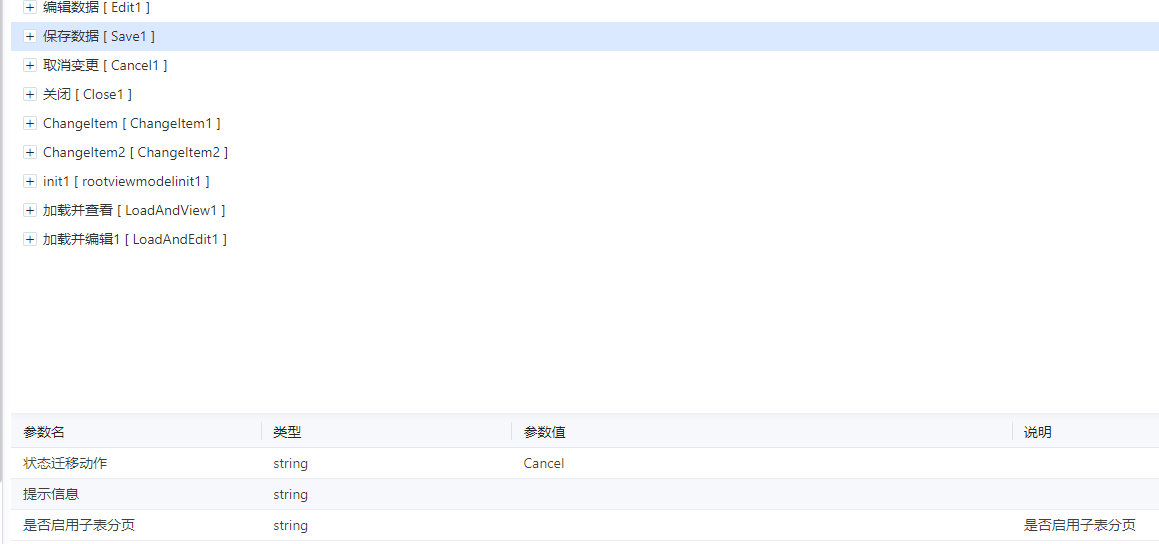 编辑数据 [ Edit1 ]
保存数据 [ Save1 ]
取消变更 [ Cancel1 ]
关闭 [ Close1 ]
ChangeItem [ ChangeItem1 ]
ChangeItem2 [ ChangeItem2 ]
init1 [ rootviewmodelinit1 ]
加载并查看 [ LoadAndView1 ]
加载并编辑1 [ LoadAndEdit1 ]
参数名 类型 参数值 说明
状态迁移动作 string Cancel
提示信息 string
是否启用子表分页 string 是否启用子表分页